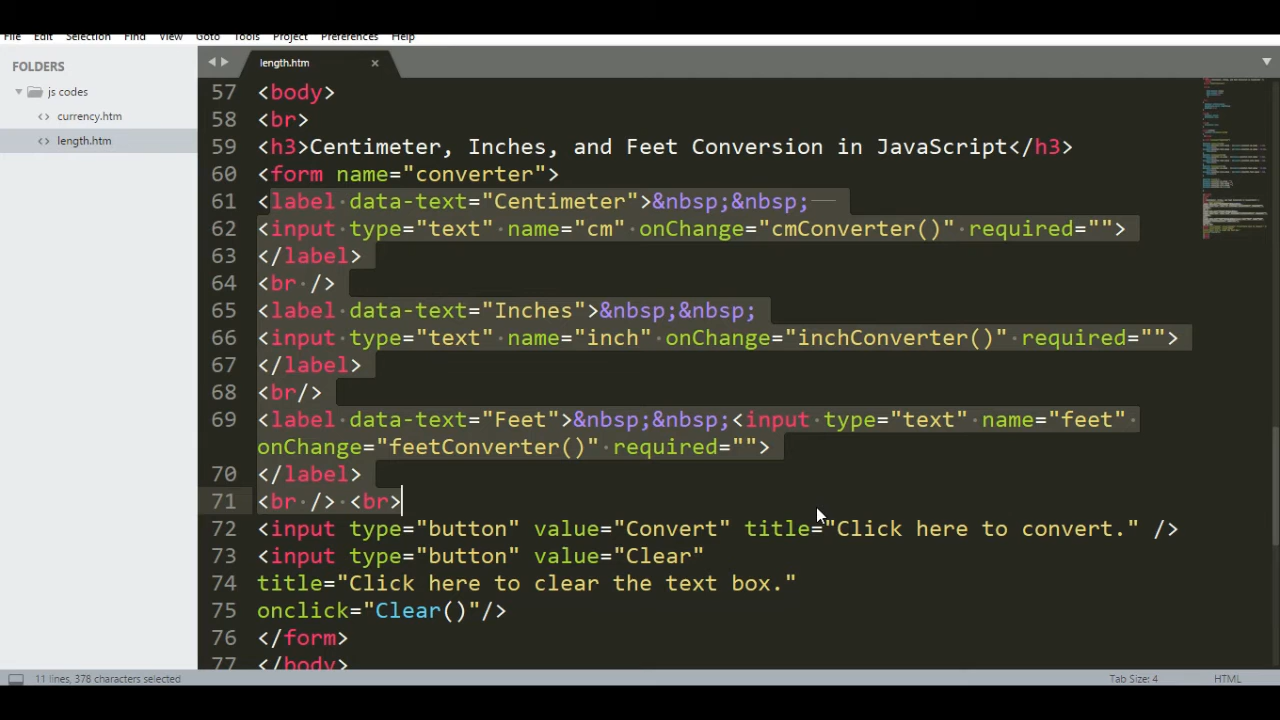 File Edit Selection Find View Goto Tools Project Preferences Help
FOLDERS
js codes
currency.htm
length.htm
length.htm
57 <body>
58 <br>
59 <h3>Centimeter, Inches, and Feet Conversion in JavaScript</h3>
60 <form name="converter">
61 <label data-text="Centimeter">&nbsp;&nbsp;
62 <input type="text" name="cm" onChange="cmConverter()" required="">
63 </label>
64 <br />
65 <label data-text="Inches">&nbsp;&nbsp;
66 <input type="text" name="inch" onChange="inchConverter()" required="">
67 </label>
68 <br/>
69 <label data-text="Feet">&nbsp;&nbsp;<input type="text" name="feet"
onChange="feetConverter()" required="">
70 </label>
71 <br /> <br>
72 <input type="button" value="Convert" title="Click here to convert." />
73 <input type="button" value="Clear"
74 title="Click here to clear the text box."
75 onclick="Clear()"/>
76 </form>
77 </body>
11 lines, 378 characters selected
Tab Size: 4
HTML